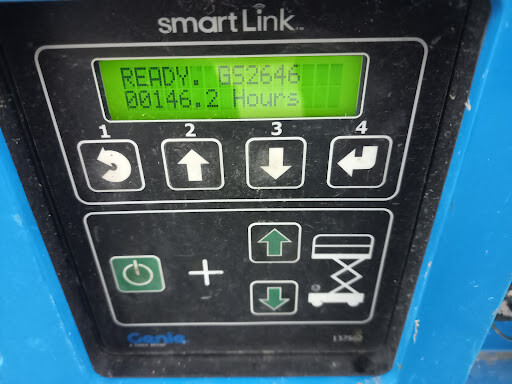 smartLink
READY. GS2646
00146.2 Hours
1 2 3 4
Genie